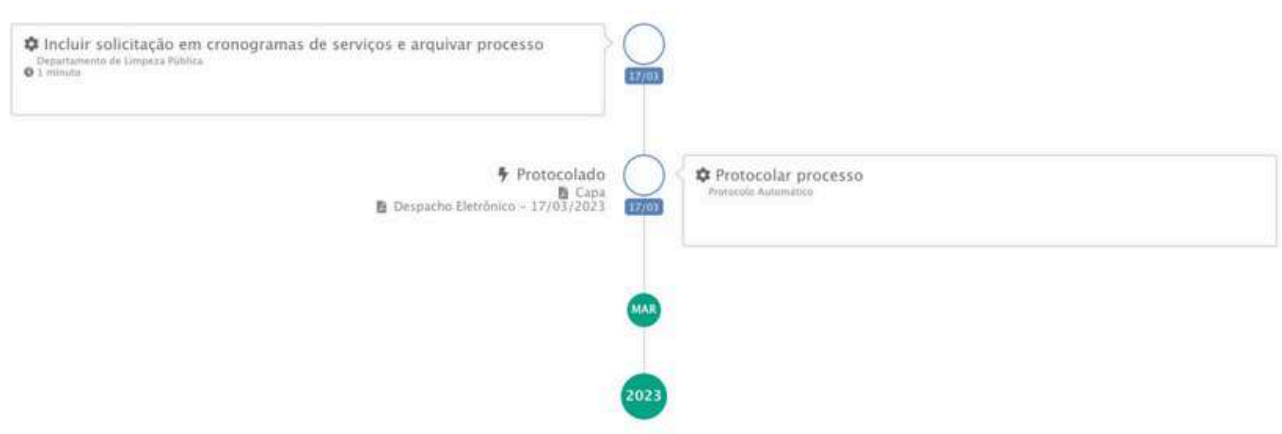 Incluir solicitação em cronogramas de serviços e arquivar processo
Departamento de Limpeza Pública
1 minuto
17/03
Protocolado
Capa
Despacho Eletrônico - 17/03/2023
17/03
Protocolar processo
Protocolo Automático
MAR
2023